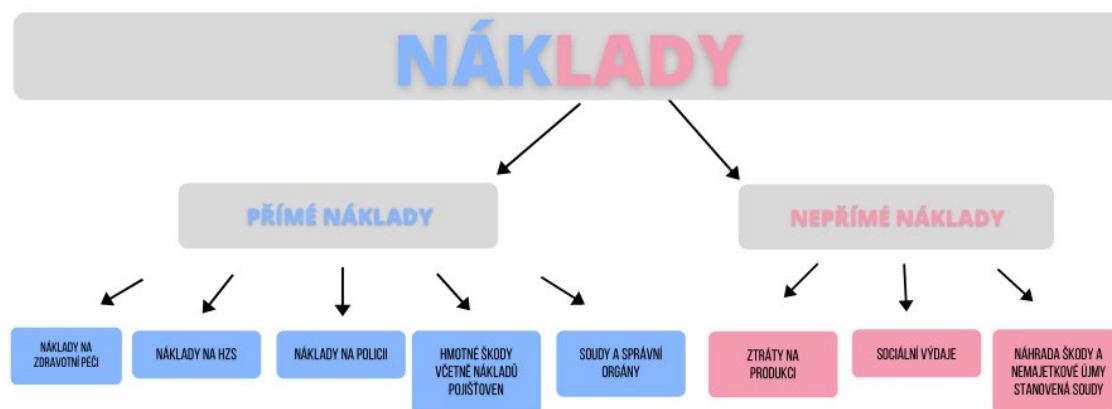 NÁKLADY
PŘÍMÉ NÁKLADY
NEPŘÍMÉ NÁKLADY
NÁKLADY NA
ZDRAVOTNÍ PÉČI
NÁKLADY NA HZS
NÁKLADY NA POLICII
HMOTNÉ ŠKODY
VČETNĚ NÁKLADŮ
POJIŠŤOVEN
SOUDY A SPRÁVNÍ
ORGÁNY
ZTRÁTY NA
PRODUKCI
SOCIÁLNÍ VÝDAJE
NÁHRADA ŠKODY A
NEMAJETKOVÉ ÚJMY
STANOVENÁ SOUDY